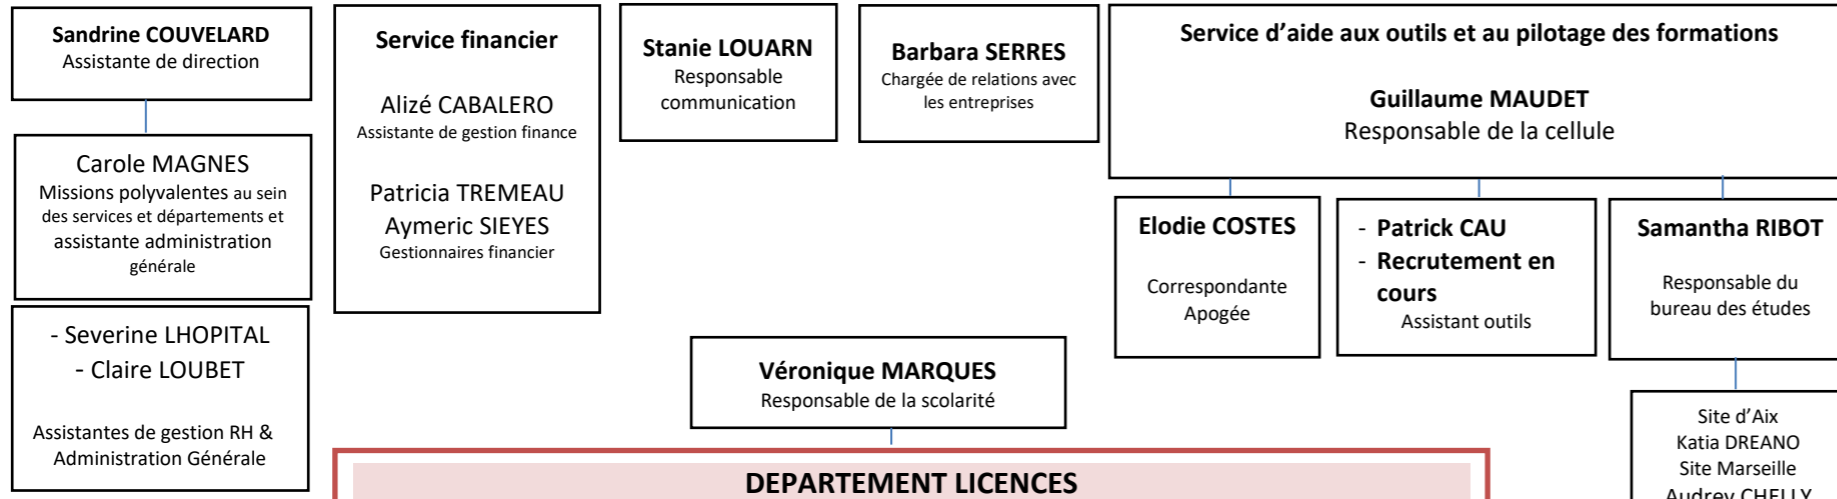 Sandrine COUVELARD
Assistante de direction
Carole MAGNES
Missions polyvalentes au sein
des services et départements et
assistante administration
générale
- Severine LHOPITAL
- Claire LOUBET
Assistantes de gestion RH &
Administration Générale
Service financier
Alizé CABALERO
Assistante de gestion finance
Patricia TREMEAU
Aymeric SIEYES
Gestionnaires financier
Stanie LOUARN
Responsable
communication
Barbara SERRES
Chargée de relations avec
les entreprises
Service d’aide aux outils et au pilotage des formations
Guillaume MAUDET
Responsable de la cellule
Elodie COSTES
Correspondante
Apogée
- Patrick CAU
- Recrutement en
cours
Assistant outils
Samantha RIBOT
Responsable du
bureau des études
Site d’Aix
Katia DREANO
Site Marseille
Audrey CHELLY
Véronique MARQUES
Responsable de la scolarité
DEPARTEMENT LICENCES